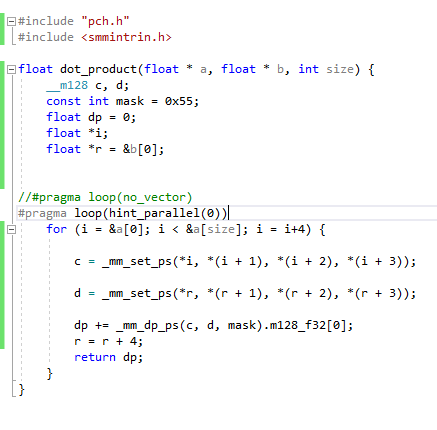 #include "pch.h"
#include <smmintrin.h>
float dot_product(float * a, float * b, int size) {
__m128 c, d;
const int mask = 0x55;
float dp = 0;
float *i;
float *r = &b[0];
//#pragma loop(no_vector)
#pragma loop(hint_parallel(0))
for (i = &a[0]; i < &a[size]; i = i+4) {
c = _mm_set_ps(*i, *(i + 1), *(i + 2), *(i + 3));
d = _mm_set_ps(*r, *(r + 1), *(r + 2), *(r + 3));
dp += _mm_dp_ps(c, d, mask).m128_f32[0];
r = r + 4;
return dp;
}
}